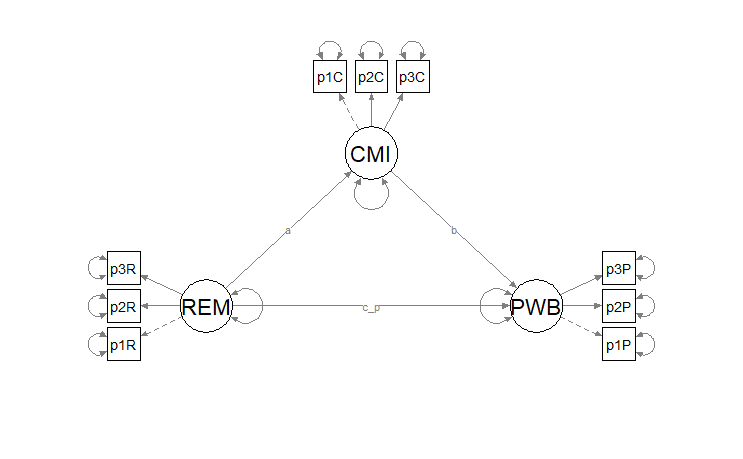 p1C p2C p3C
CMI
a b
p3R p3P
p2R REM c_p PWB p2P
p1R p1P